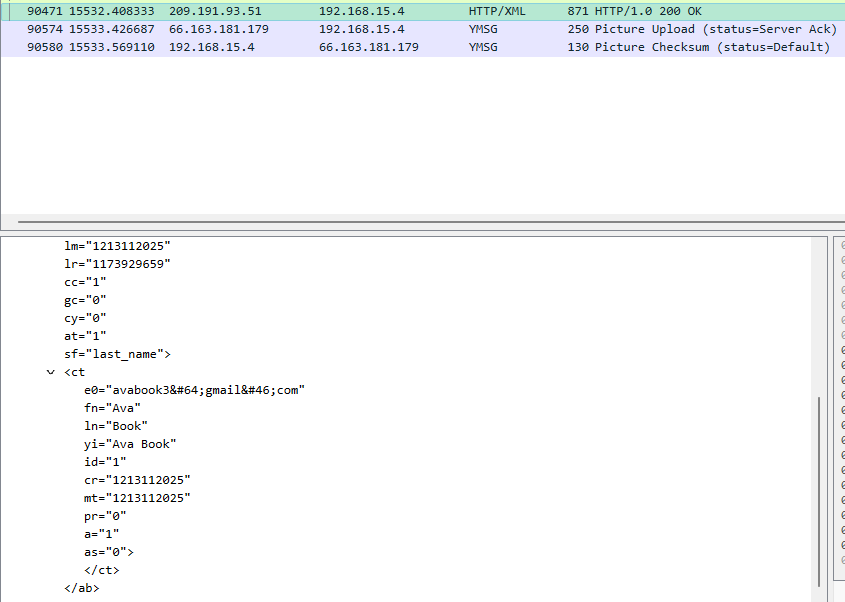 90471 15532.408333 209.191.93.51 192.168.15.4 HTTP/XML 871 HTTP/1.0 200 OK
90574 15533.426687 66.163.181.179 192.168.15.4 YMSG 250 Picture Upload (status=Server Ack)
90580 15533.569110 192.168.15.4 66.163.181.179 YMSG 130 Picture Checksum (status=Default)
lm="1213112025"
lr="1173929659"
cc="1"
gc="0"
cy="0"
at="1"
sf="last_name">
<ct
e0="avabook3&#64;gmail&#46;com"
fn="Ava"
ln="Book"
yi="Ava Book"
id="1"
cr="1213112025"
mt="1213112025"
pr="0"
a="1"
as="0">
</ct>
</ab>